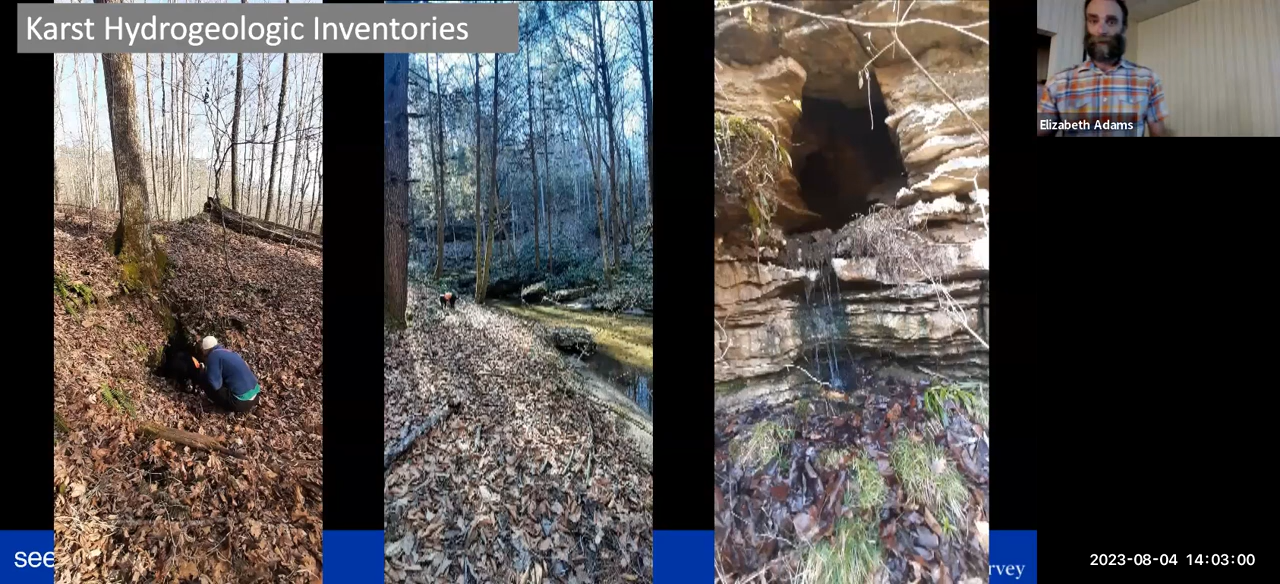 Karst Hydrogeologic Inventories
Elizabeth Adams
see
rvey
2023-08-04 14:03:00